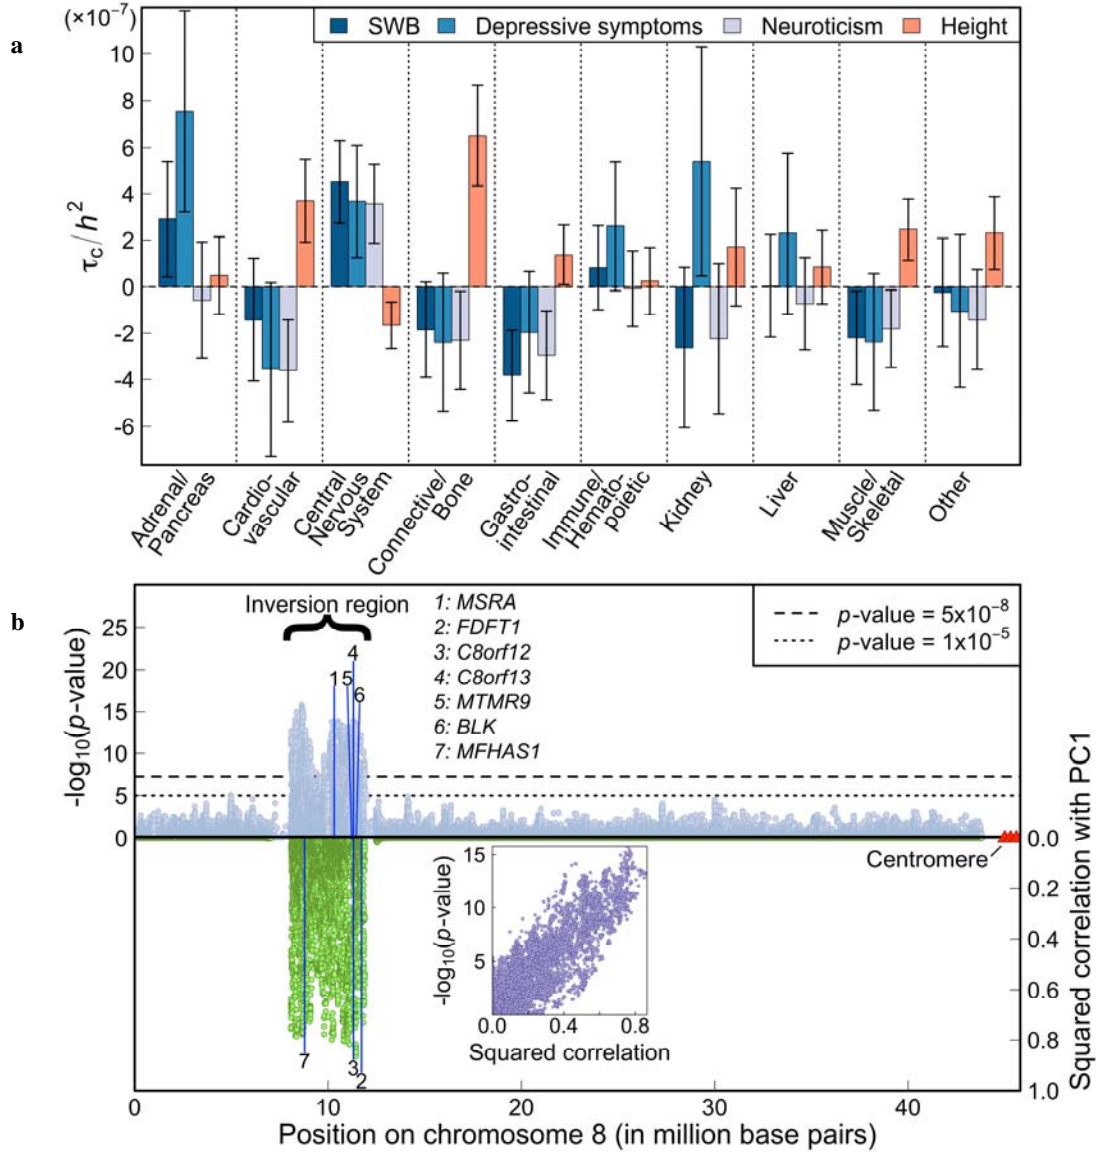 a
(×10⁻⁷)
SWB Depressive symptoms Neuroticism Height
10
8
6
4
2
0
-2
-4
-6
τc/h²
Adrenal/
Pancreas
Cardio-
vascular
Central
Nervous
System
Connective/
Bone
Gastro-
intestinal
Immune/
Hemato-
poietic
Kidney
Liver
Muscle/
Skeletal
Other
b
Inversion region
1: MSRA
2: FDFT1
3: C8orf12
4: C8orf13
5: MTMR9
6: BLK
7: MFHAS1
p-value = 5x10⁻⁸
p-value = 1x10⁻⁵
25
20
15
10
5
0
-log₁₀(p-value)
4
1 5
6
7
3
2
Centromere
0.0
0.2
0.4
0.6
0.8
1.0
Squared correlation with PC1
15
10
5
-log₁₀(p-value)
0.0 0.4 0.8
Squared correlation
0 10 20 30 40
Position on chromosome 8 (in million base pairs)